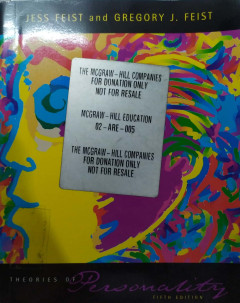 JESS FEIST and GREGORY J. FEIST
THE MCGRAW-HILL COMPANIES
FOR DONATION ONLY
NOT FOR RESALE
MCGRAW-HILL EDUCATION
02-ARE-005
THE MCGRAW-HILL COMPANIES
FOR DONATION ONLY
NOT FOR RESALE
THEORIES OF
Personality
FIFTH EDITION